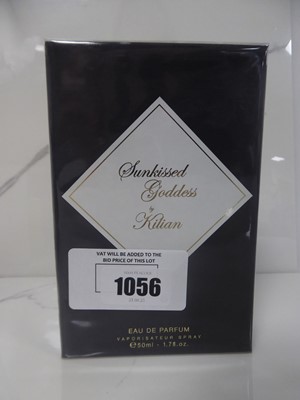 Sunkissed
Goddess
by
Kilian
VAT WILL BE ADDED TO THE
BID PRICE OF THIS LOT
1056
EAU DE PARFUM
VAPORISATEUR SPRAY
℮50ml - 1.7fl.oz.